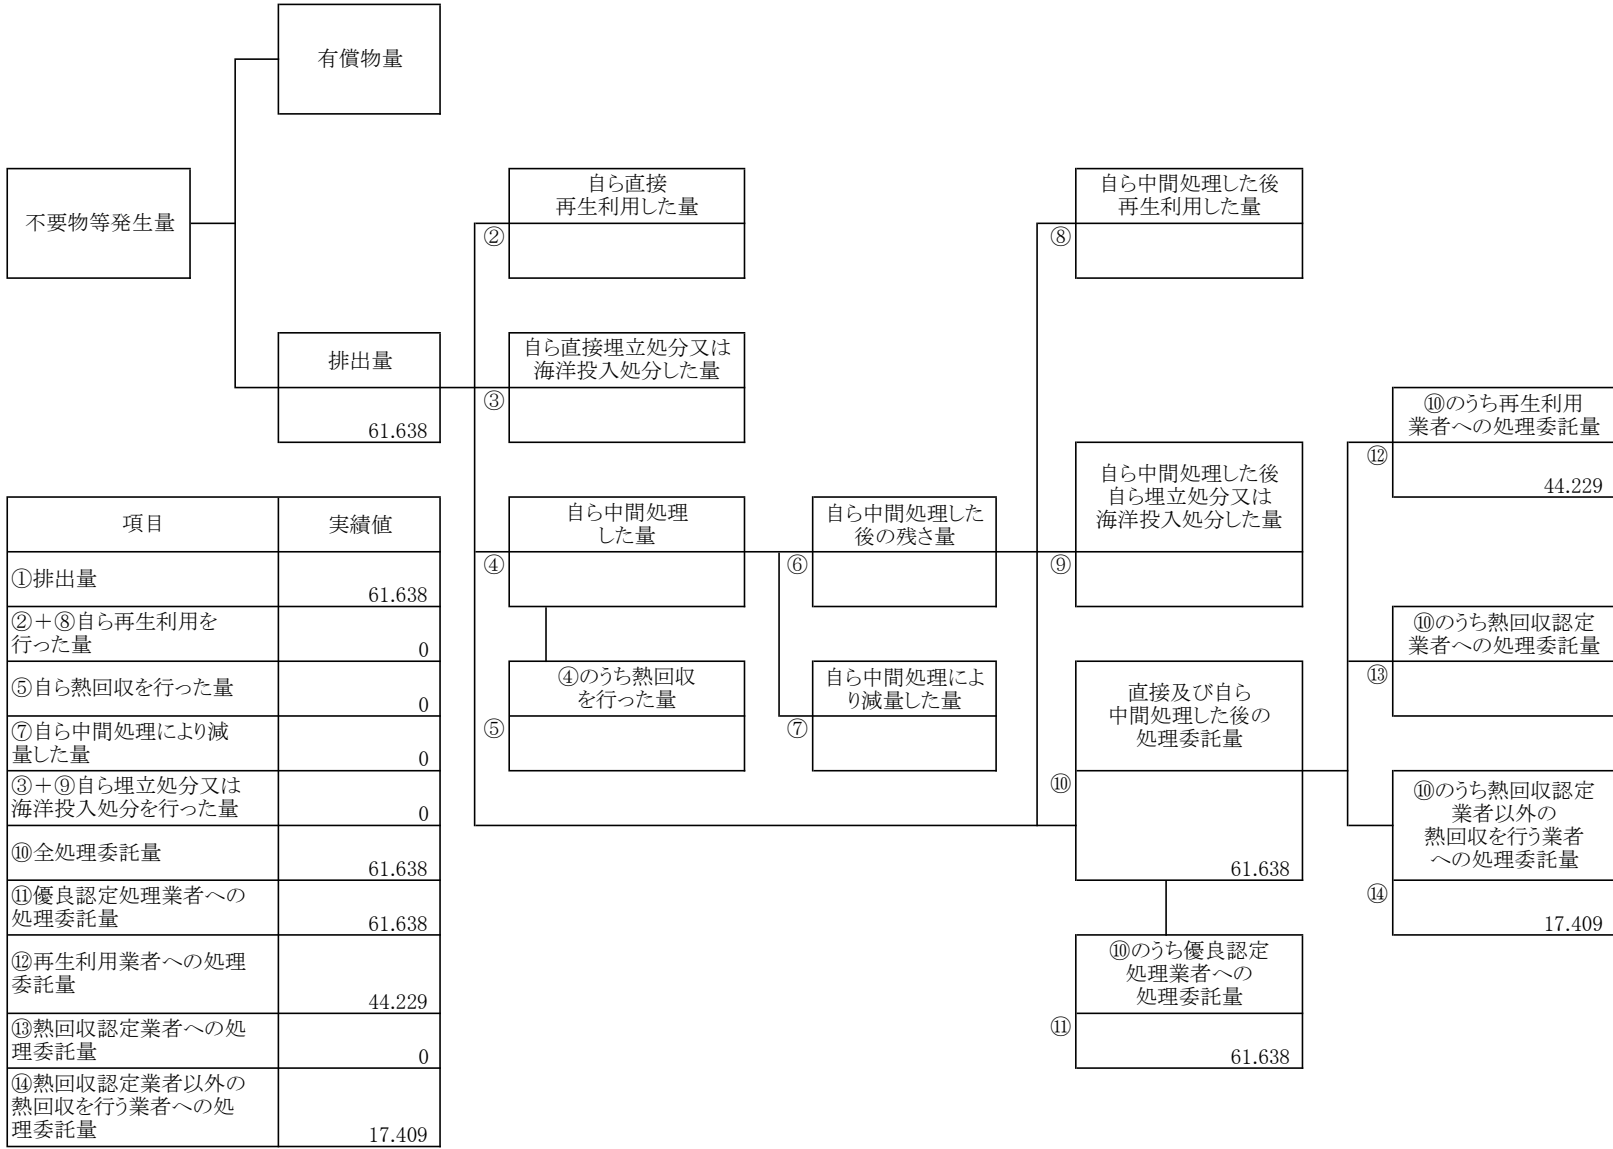 有償物量
不要物等発生量
自ら直接
再生利用した量
②
自ら中間処理した後
再生利用した量
⑧
排出量
61.638
自ら直接埋立処分又は
海洋投入処分した量
③
⑩のうち再生利用
業者への処理委託量
⑫
44.229
自ら中間処理
した量
④
自ら中間処理した
後の残さ量
⑥
自ら中間処理した後
自ら埋立処分又は
海洋投入処分した量
⑨
⑩のうち熱回収認定
業者への処理委託量
⑬
④のうち熱回収
を行った量
⑤
自ら中間処理によ
り減量した量
⑦
直接及び自ら
中間処理した後の
処理委託量
⑩
61.638
⑩のうち熱回収認定
業者以外の
熱回収を行う業者
への処理委託量
⑭
17.409
⑩のうち優良認定
処理業者への
処理委託量
⑪
61.638
項目 実績値
①排出量 61.638
②+⑧自ら再生利用を
行った量 0
⑤自ら熱回収を行った量 0
⑦自ら中間処理により減
量した量 0
③+⑨自ら埋立処分又は
海洋投入処分を行った量 0
⑩全処理委託量 61.638
⑪優良認定処理業者への
処理委託量 61.638
⑫再生利用業者への処理
委託量 44.229
⑬熱回収認定業者への処
理委託量 0
⑭熱回収認定業者以外の
熱回収を行う業者への処
理委託量 17.409